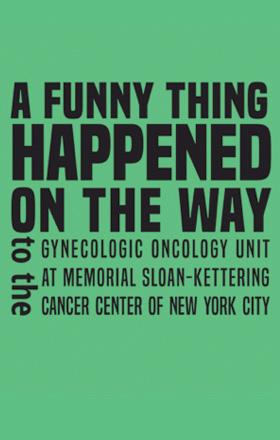 A FUNNY THING
HAPPENED
ON THE WAY
to the
GYNECOLOGIC ONCOLOGY UNIT
AT MEMORIAL SLOAN-KETTERING
CANCER CENTER OF NEW YORK CITY